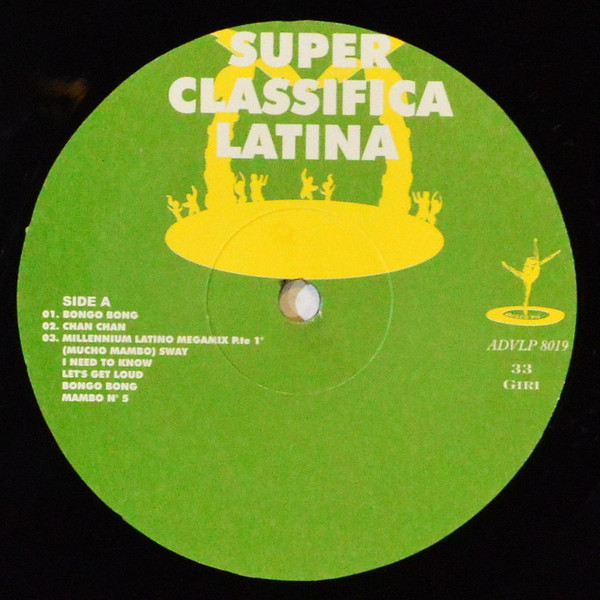 SUPER
CLASSIFICA
LATINA
SIDE A
01. BONGO BONG
02. CHAN CHAN
03. MILLENNIUM LATINO MEGAMIX P.te 1°
(MUCHO MAMBO) SWAY
I NEED TO KNOW
LET'S GET LOUD
BONGO BONG
MAMBO N° 5
ADVLP 8019
33
GIRI